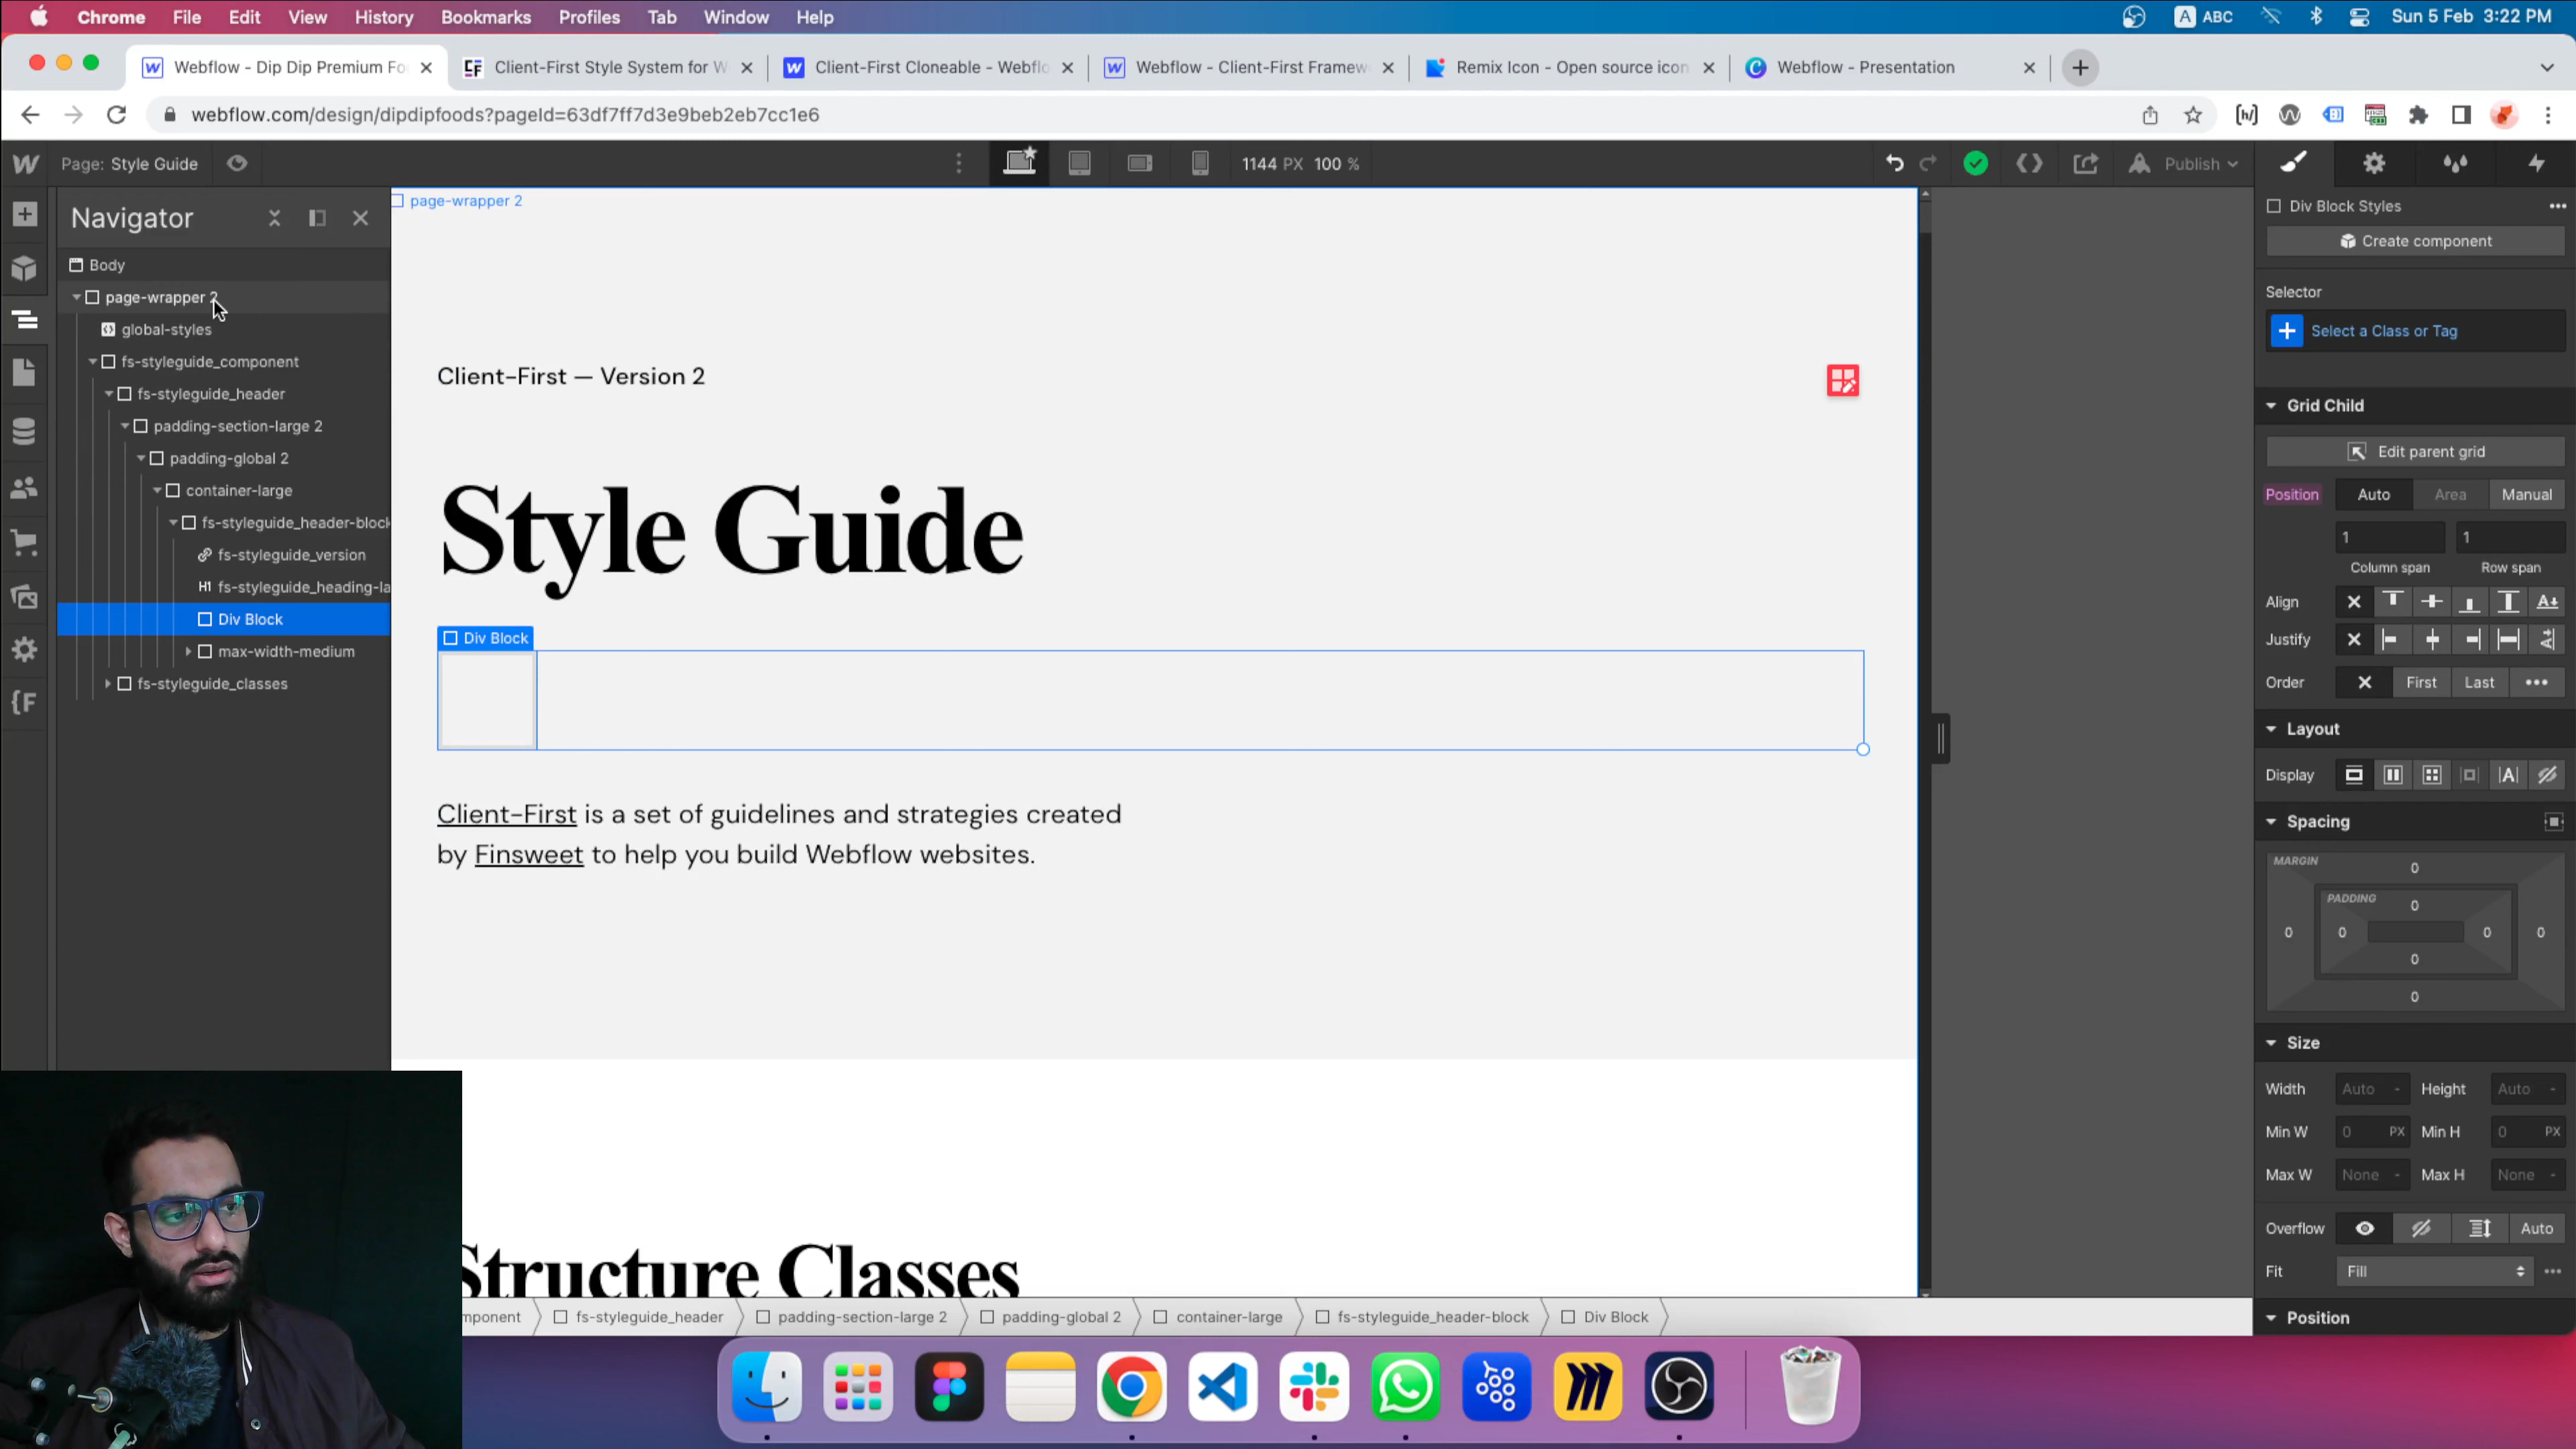 Chrome File Edit View History Bookmarks Profiles Tab Window Help
A ABC Sun 5 Feb 3:22 PM
Webflow - Dip Dip Premium Fo
Client-First Style System for W
Client-First Cloneable - Webflo
Webflow - Client-First Framew
Remix Icon - Open source icon
Webflow - Presentation
webflow.com/design/dipdipfoods?pageId=63df7ff7d3e9beb2eb7cc1e6
Page: Style Guide
1144 PX 100 %
Publish
Navigator
Body
page-wrapper 2
global-styles
fs-styleguide_component
fs-styleguide_header
padding-section-large 2
padding-global 2
container-large
fs-styleguide_header-block
fs-styleguide_version
H1 fs-styleguide_heading-la
Div Block
max-width-medium
fs-styleguide_classes
page-wrapper 2
Client-First — Version 2
Style Guide
Div Block
Client-First is a set of guidelines and strategies created
by Finsweet to help you build Webflow websites.
Structure Classes
mponent fs-styleguide_header padding-section-large 2 padding-global 2 container-large fs-styleguide_header-block Div Block
Div Block Styles
Create component
Selector
Select a Class or Tag
Grid Child
Edit parent grid
Position Auto Area Manual
1 1
Column span Row span
Align
Justify
Order First Last
Layout
Display
Spacing
MARGIN
0
PADDING
0
0 0 0 0
0
0
Size
Width Auto - Height Auto -
Min W 0 PX Min H 0 PX
Max W None - Max H None -
Overflow Auto
Fit Fill
Position